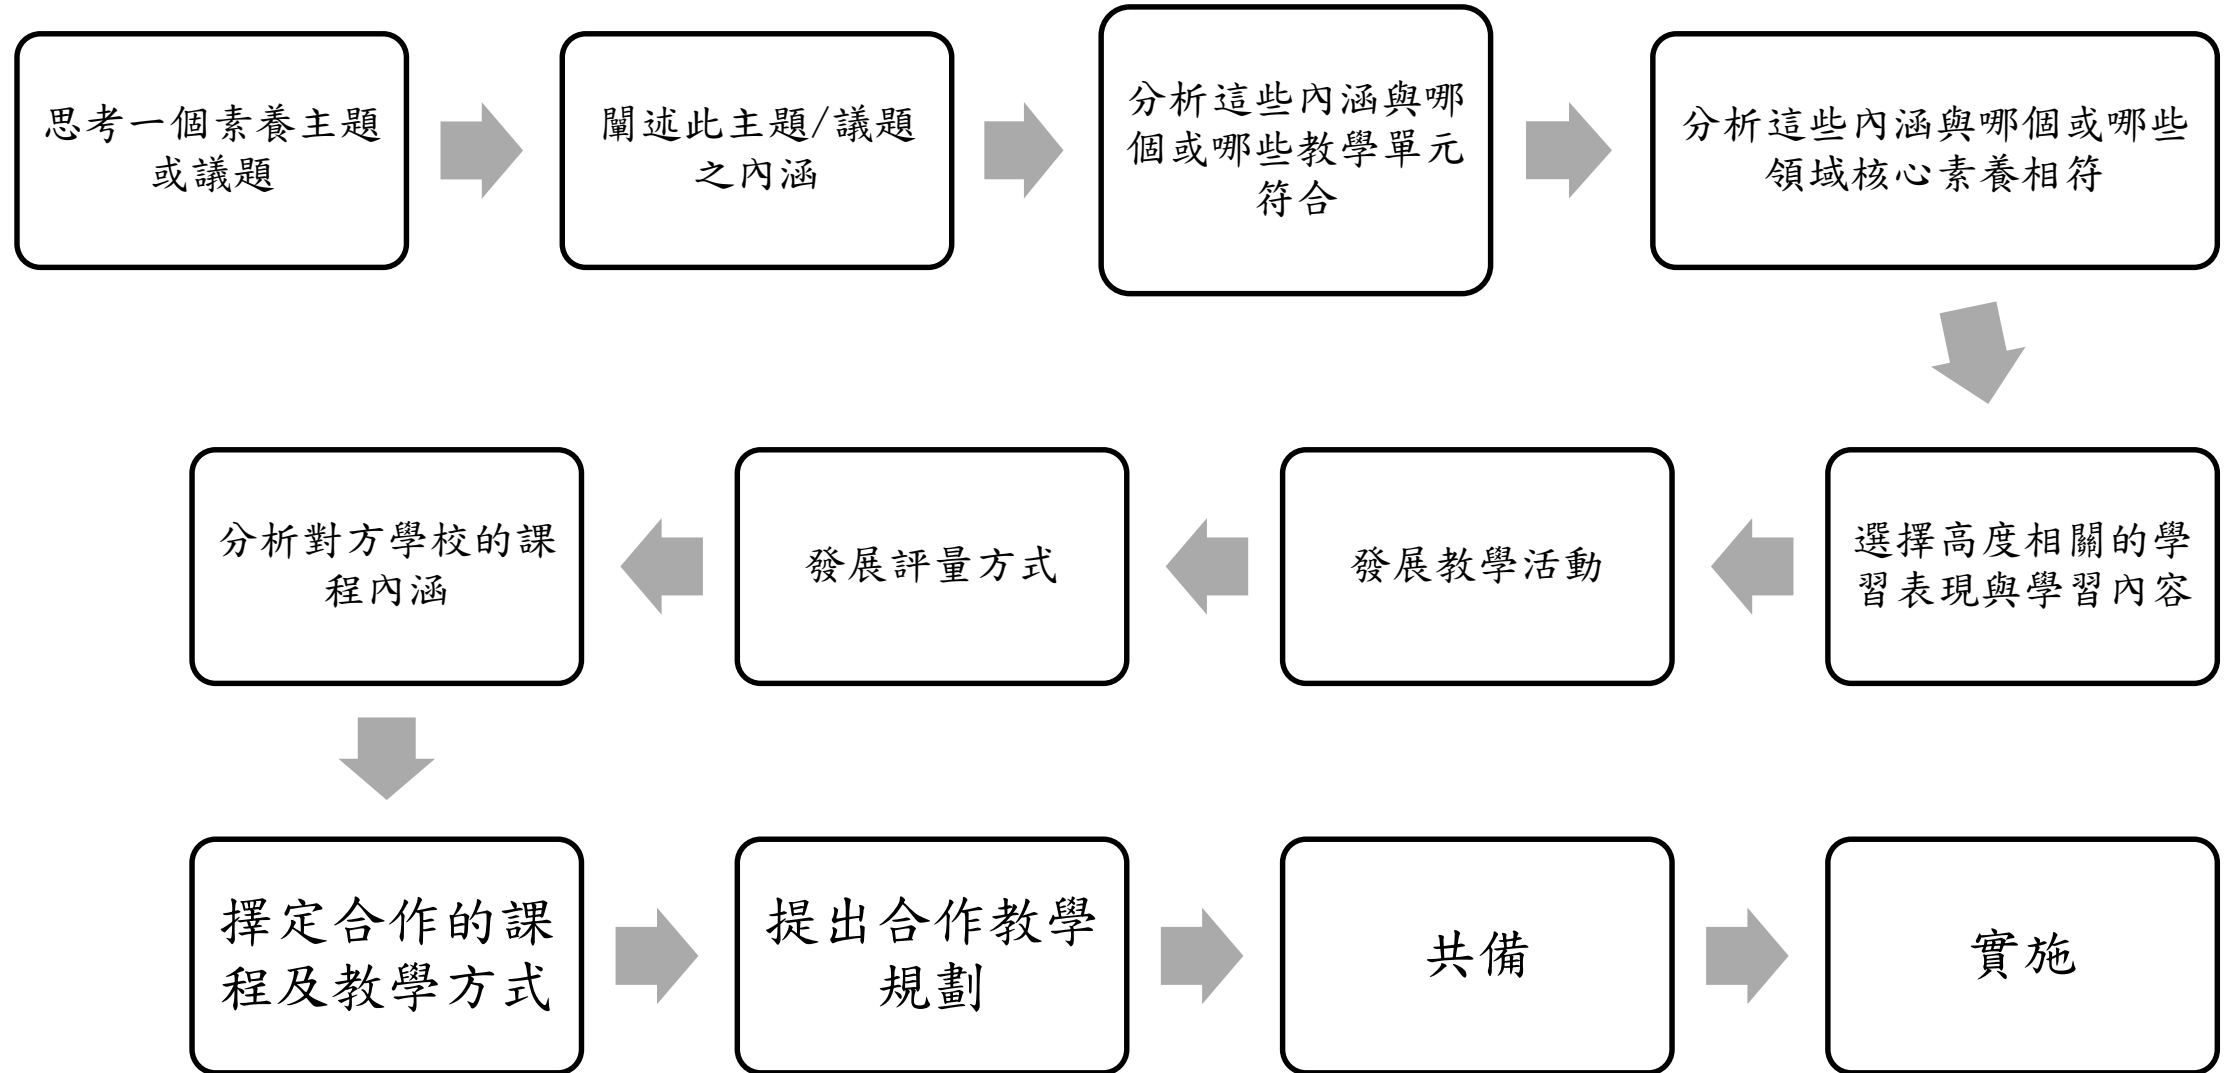 思考一個素養主題
或議題
闡述此主題/議題
之內涵
分析這些內涵與哪
個或哪些教學單元
符合
分析這些內涵與哪個或哪些
領域核心素養相符
選擇高度相關的學
習表現與學習內容
發展教學活動
發展評量方式
分析對方學校的課
程內涵
擇定合作的課
程及教學方式
提出合作教學
規劃
共備
實施